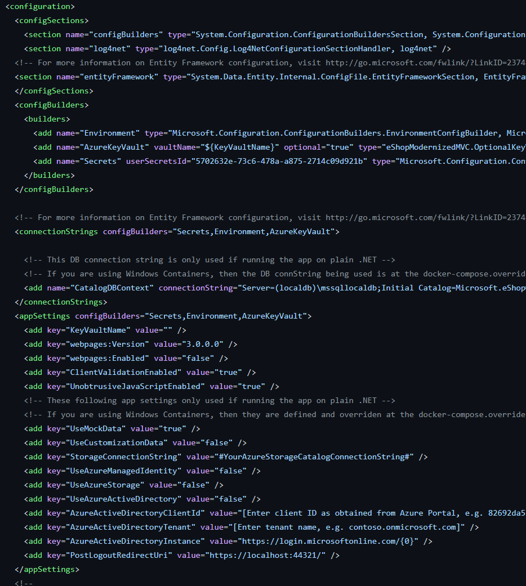 <configuration>
<configSections>
<section name="configBuilders" type="System.Configuration.ConfigurationBuildersSection, System.Configuration
<section name="log4net" type="log4net.Config.Log4NetConfigurationSectionHandler, log4net" />
<!-- For more information on Entity Framework configuration, visit http://go.microsoft.com/fwlink/?LinkID=2374
<section name="entityFramework" type="System.Data.Entity.Internal.ConfigFile.EntityFrameworkSection, EntityFra
</configSections>
<configBuilders>
<builders>
<add name="Environment" type="Microsoft.Configuration.ConfigurationBuilders.EnvironmentConfigBuilder, Micr
<add name="AzureKeyVault" vaultName="${KeyVaultName}" optional="true" type="eShopModernizedMVC.OptionalKey
<add name="Secrets" userSecretsId="5702632e-73c6-478a-a875-2714c09d921b" type="Microsoft.Configuration.Con
</builders>
</configBuilders>
<!-- For more information on Entity Framework configuration, visit http://go.microsoft.com/fwlink/?LinkID=2374
<connectionStrings configBuilders="Secrets,Environment,AzureKeyVault">
<!-- This DB connection string is only used if running the app on plain .NET -->
<!-- If you are using Windows Containers, then the DB connString being used is at the docker-compose.overrid
<add name="CatalogDBContext" connectionString="Server=(localdb)\mssqllocaldb;Initial Catalog=Microsoft.eShop
</connectionStrings>
<appSettings configBuilders="Secrets,Environment,AzureKeyVault">
<add key="KeyVaultName" value="" />
<add key="webpages:Version" value="3.0.0.0" />
<add key="webpages:Enabled" value="false" />
<add key="ClientValidationEnabled" value="true" />
<add key="UnobtrusiveJavaScriptEnabled" value="true" />
<!-- These following app settings only used if running the app on plain .NET -->
<!-- If you are using Windows Containers, then they are defined and overriden at the docker-compose.override
<add key="UseMockData" value="true" />
<add key="UseCustomizationData" value="false" />
<add key="StorageConnectionString" value="#YourAzureStorageCatalogConnectionString#" />
<add key="UseAzureManagedIdentity" value="false" />
<add key="UseAzureStorage" value="false" />
<add key="UseAzureActiveDirectory" value="false" />
<add key="AzureActiveDirectoryClientId" value="[Enter client ID as obtained from Azure Portal, e.g. 82692da5
<add key="AzureActiveDirectoryTenant" value="[Enter tenant name, e.g. contoso.onmicrosoft.com]" />
<add key="AzureActiveDirectoryInstance" value="https://login.microsoftonline.com/{0}" />
<add key="PostLogoutRedirectUri" value="https://localhost:44321/" />
</appSettings>
<!--